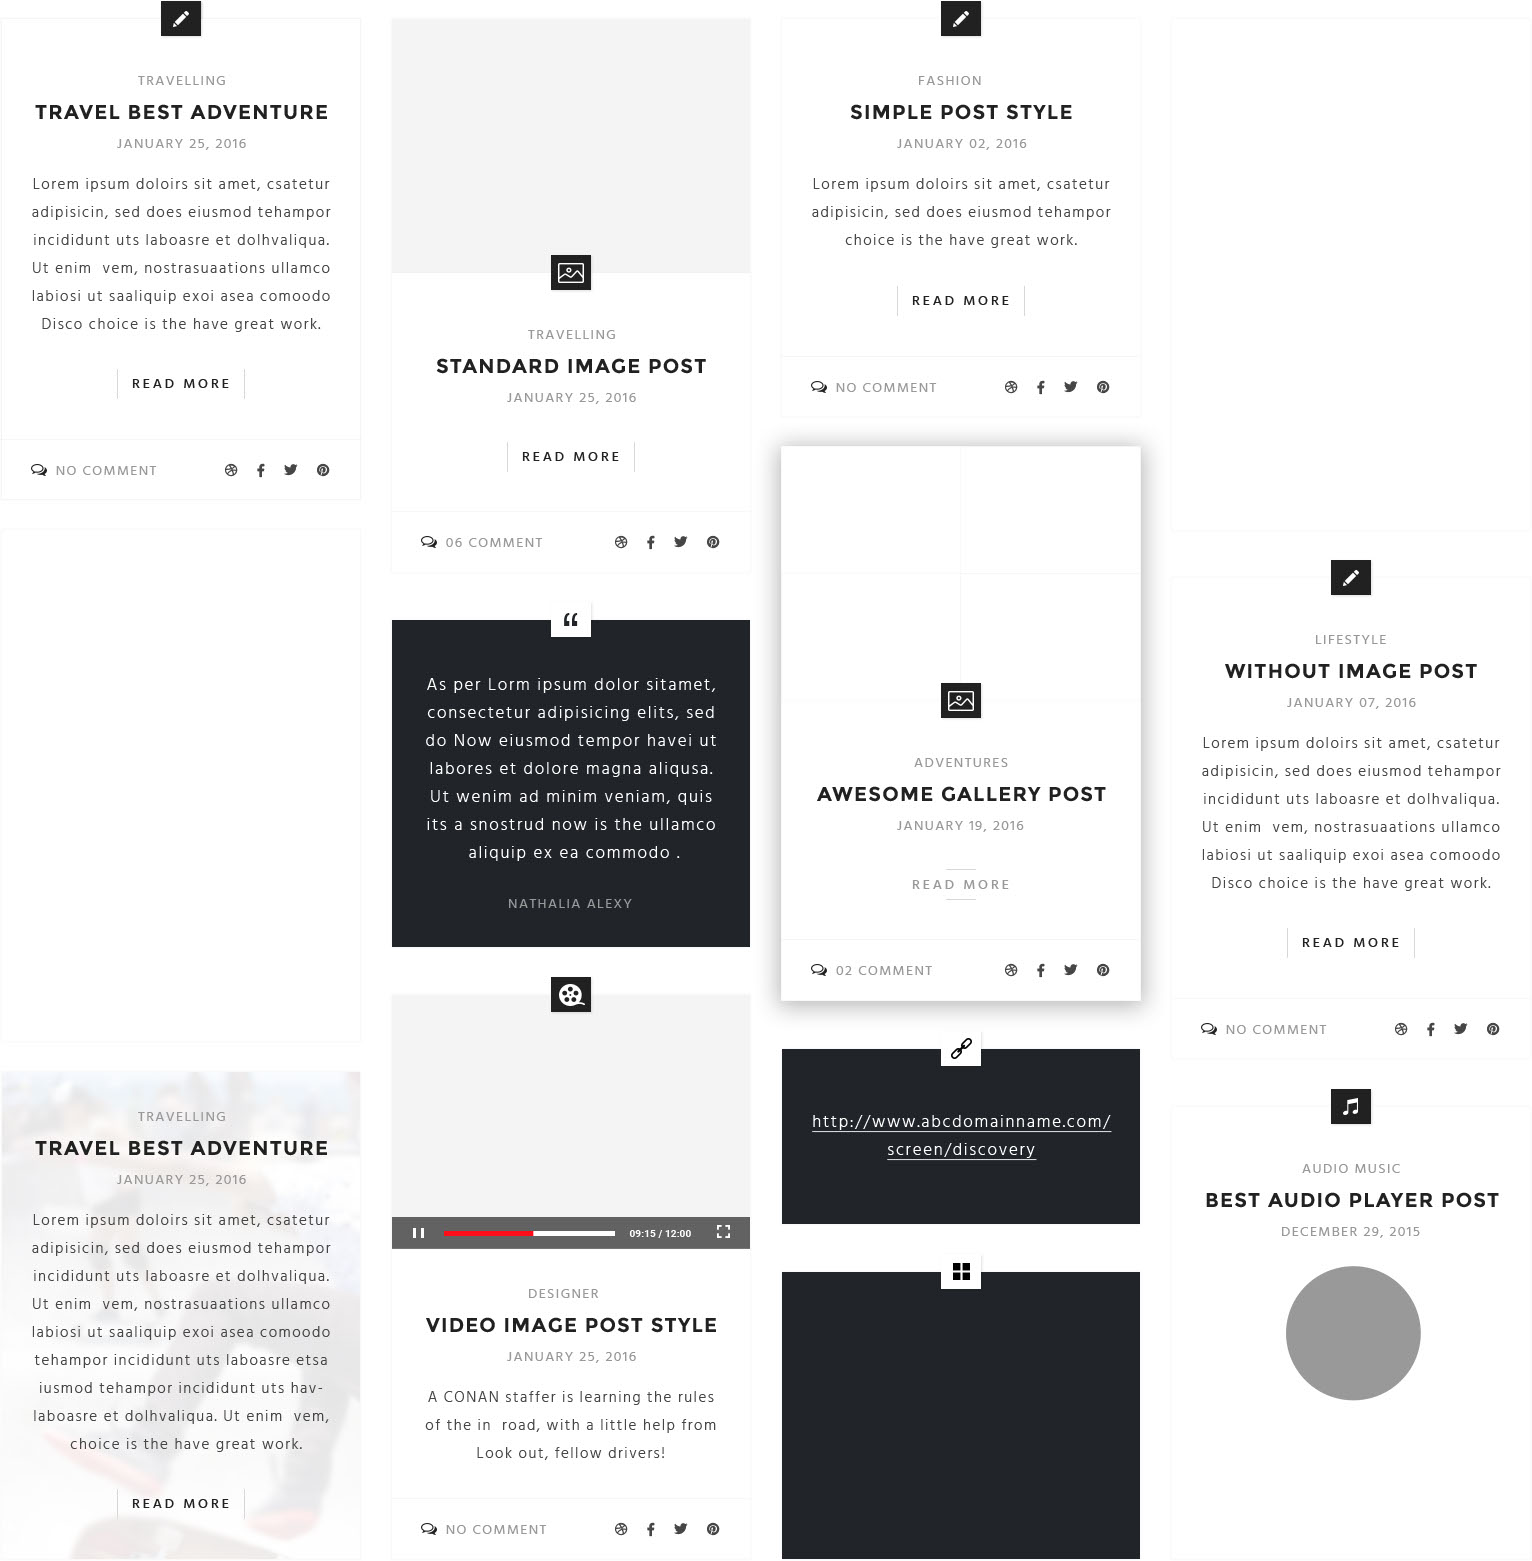 TRAVELLING
TRAVEL BEST ADVENTURE
JANUARY 25, 2016
Lorem ipsum doloirs sit amet, csatetur
adipisicin, sed does eiusmod tehampor
incididunt uts laboasre et dolhvaliqua.
Ut enim  vem, nostrasuaations ullamco
labiosi ut saaliquip exoi asea comoodo
Disco choice is the have great work.
READ MORE
NO COMMENT
TRAVELLING
TRAVEL BEST ADVENTURE
JANUARY 25, 2016
Lorem ipsum doloirs sit amet, csatetur
adipisicin, sed does eiusmod tehampor
incididunt uts laboasre et dolhvaliqua.
Ut enim  vem, nostrasuaations ullamco
labiosi ut saaliquip exoi asea comoodo
tehampor incididunt uts laboasre etsa
iusmod tehampor incididunt uts hav-
laboasre et dolhvaliqua. Ut enim  vem,
choice is the have great work.
READ MORE
TRAVELLING
STANDARD IMAGE POST
JANUARY 25, 2016
READ MORE
06 COMMENT
“
As per Lorm ipsum dolor sitamet,
consectetur adipisicing elits, sed
do Now eiusmod tempor havei ut
labores et dolore magna aliqusa.
Ut wenim ad minim veniam, quis
its a snostrud now is the ullamco
aliquip ex ea commodo .
NATHALIA ALEXY
09:15 / 12:00
DESIGNER
VIDEO IMAGE POST STYLE
JANUARY 25, 2016
A CONAN staffer is learning the rules
of the in  road, with a little help from
Look out, fellow drivers!
NO COMMENT
FASHION
SIMPLE POST STYLE
JANUARY 02, 2016
Lorem ipsum doloirs sit amet, csatetur
adipisicin, sed does eiusmod tehampor
choice is the have great work.
READ MORE
NO COMMENT
ADVENTURES
AWESOME GALLERY POST
JANUARY 19, 2016
READ MORE
02 COMMENT
http://www.abcdomainname.com/
screen/discovery
LIFESTYLE
WITHOUT IMAGE POST
JANUARY 07, 2016
Lorem ipsum doloirs sit amet, csatetur
adipisicin, sed does eiusmod tehampor
incididunt uts laboasre et dolhvaliqua.
Ut enim  vem, nostrasuaations ullamco
labiosi ut saaliquip exoi asea comoodo
Disco choice is the have great work.
READ MORE
NO COMMENT
AUDIO MUSIC
BEST AUDIO PLAYER POST
DECEMBER 29, 2015